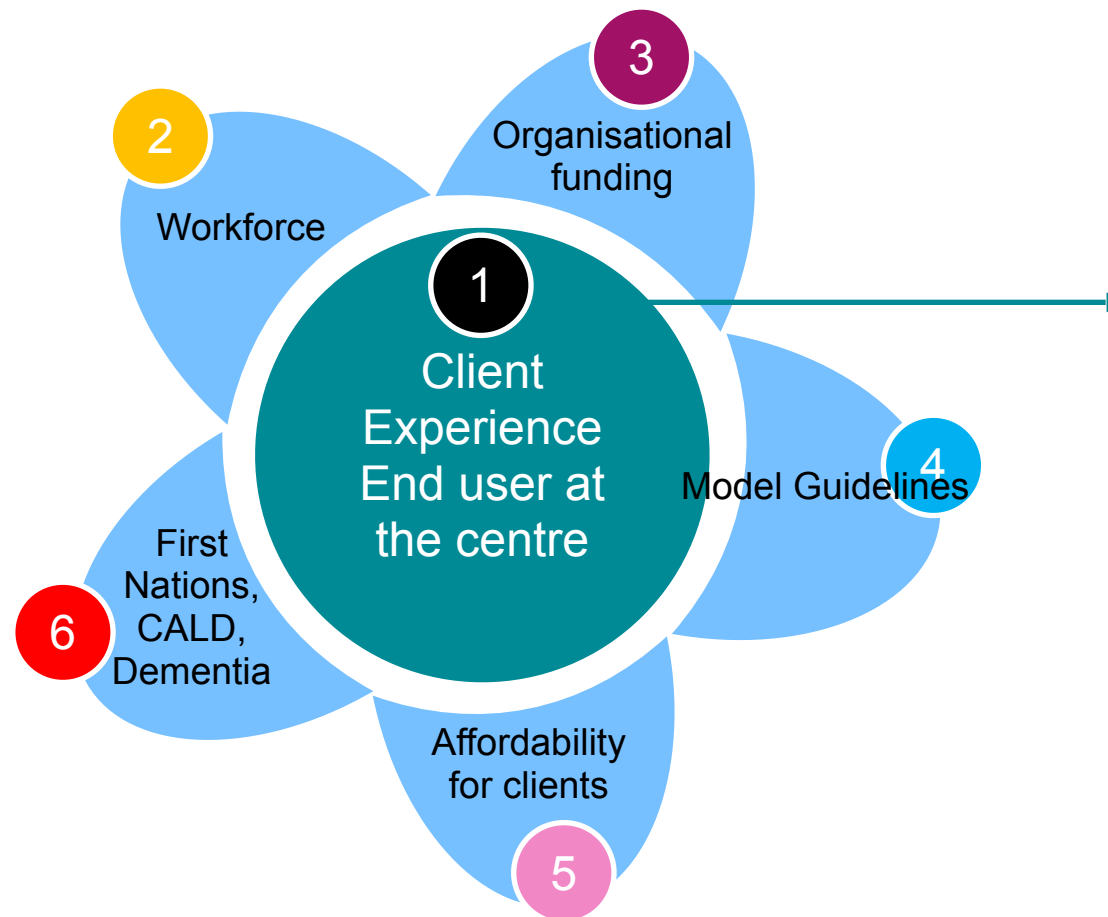 3
Organisational
funding
2
Workforce
1
Client
Experience
End user at
the centre
4
Model Guidelines
First
Nations,
CALD,
Dementia
6
Affordability
for clients
5